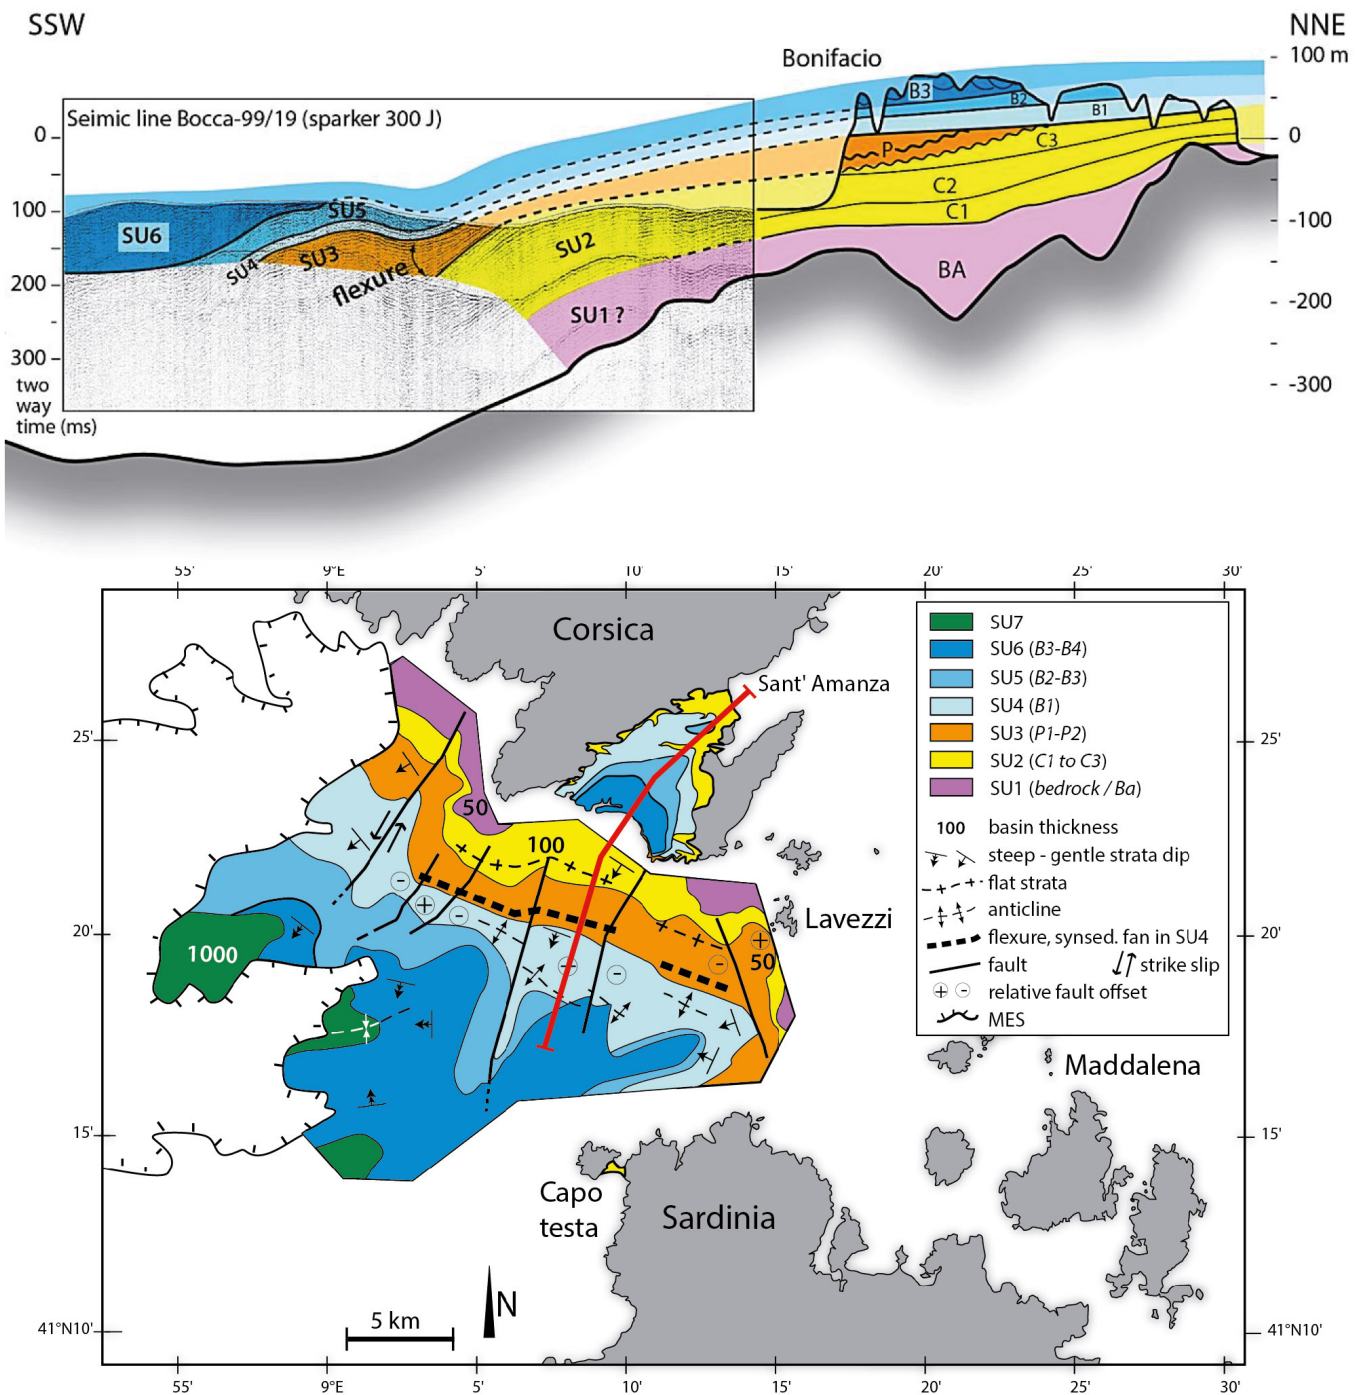 SSW
NNE
Bonifacio
100 m
Seimic line Bocca-99/19 (sparker 300 J)
B3
B2
B1
0
P
C3
0
C2
100
SU5
C1
-100
SU6
SU2
SU4
SU3
flexure
BA
200
-200
SU1 ?
300
-300
two
way
time (ms)
55'
9°E
5'
10'
15'
20'
25'
30'
Corsica
SU7
SU6 (B3-B4)
SU5 (B2-B3)
SU4 (B1)
SU3 (P1-P2)
SU2 (C1 to C3)
SU1 (bedrock / Ba)
100 basin thickness
steep - gentle strata dip
flat strata
anticline
flexure, synsed. fan in SU4
fault
strike slip
+ - relative fault offset
MES
Sant' Amanza
25'
25'
50
100
Lavezzi
20'
20'
1000
50
Maddalena
15'
15'
Capo
testa
Sardinia
N
5 km
41°N10'
41°N10'
55'
9°E
5'
10'
15'
20'
25'
30'